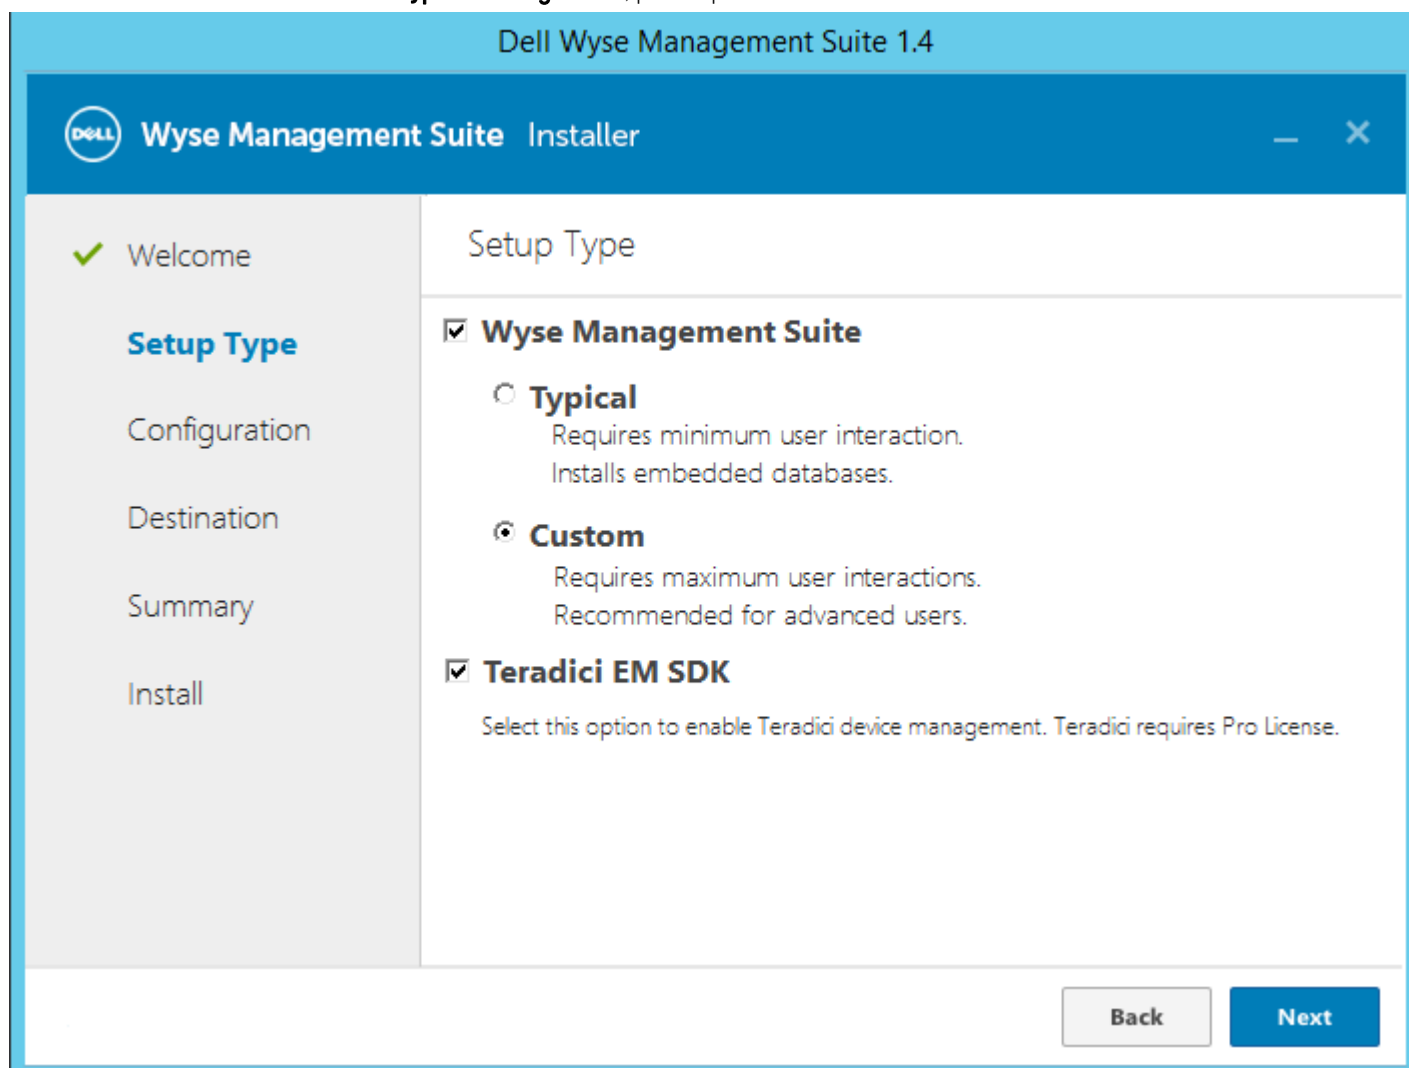 Dell Wyse Management Suite 1.4
DELL Wyse Management Suite Installer
Welcome
Setup Type
Configuration
Destination
Summary
Install
Setup Type
Wyse Management Suite
Typical
Requires minimum user interaction.
Installs embedded databases.
Custom
Requires maximum user interactions.
Recommended for advanced users.
Teradici EM SDK
Select this option to enable Teradici device management. Teradici requires Pro License.
Back
Next